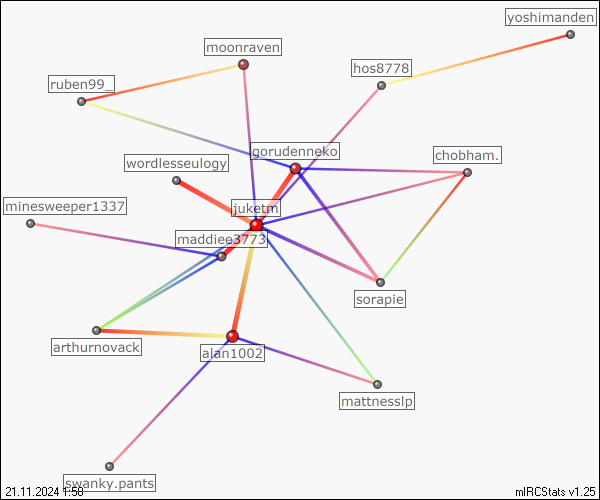 yoshimanden
moonraven
hos8778
ruben99_
gorudenneko
chobham.
wordlesseulogy
minesweeper1337
juketm
maddiee3773
sorapie
arthurnovack
alan1002
mattnesslp
swanky.pants
21.11.2024 1:58
mIRCStats v1.25